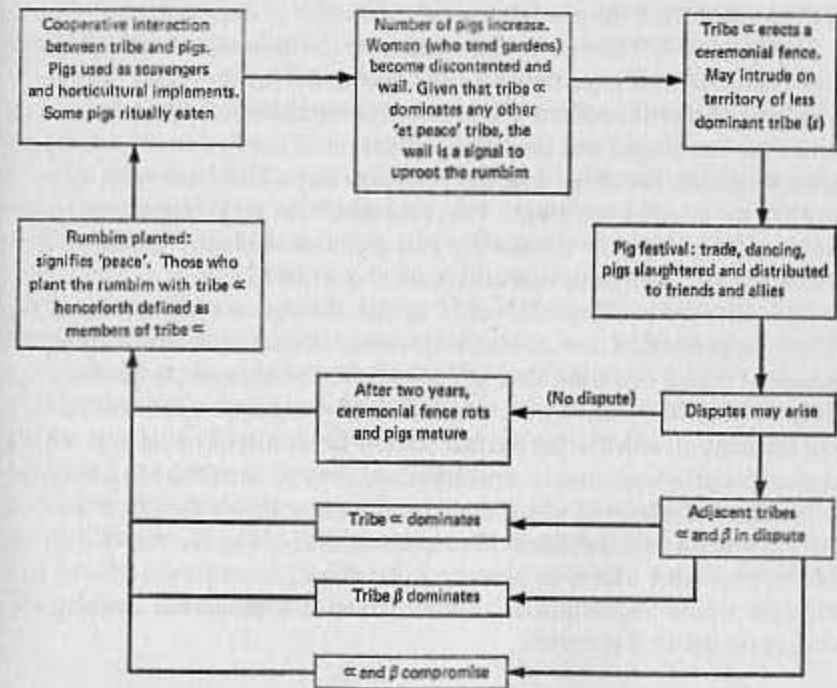 Cooperative interaction
between tribe and pigs.
Pigs used as scavengers
and horticultural implements.
Some pigs ritually eaten
Number of pigs increase.
Women (who tend gardens)
become discontented and
wail. Given that tribe ∝
dominates any other
'at peace' tribe, the
wail is a signal to
uproot the rumbim
Tribe ∝ erects a
ceremonial fence.
May intrude on
territory of less
dominant tribe (s)
Rumbim planted:
signifies 'peace'. Those who
plant the rumbim with tribe ∝
henceforth defined as
members of tribe ∝
Pig festival: trade, dancing,
pigs slaughtered and distributed
to friends and allies
After two years,
ceremonial fence rots
and pigs mature
(No dispute)
Disputes may arise
Tribe ∝ dominates
Adjacent tribes
∝ and β in dispute
Tribe β dominates
∝ and β compromise